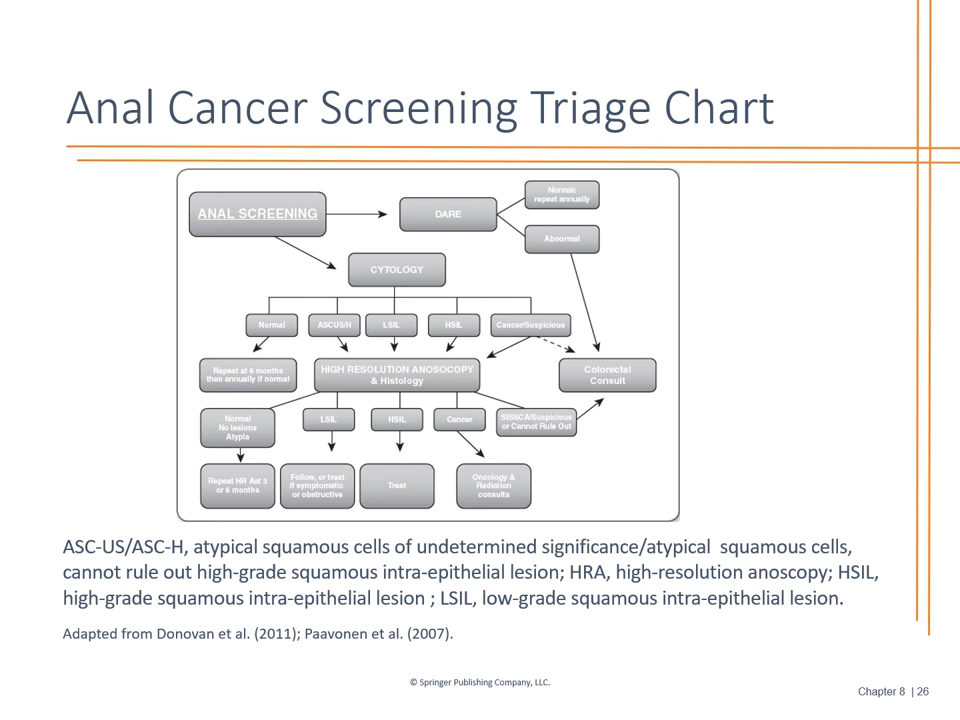 Anal Cancer Screening Triage Chart
ANAL SCREENING
DARE
Norm:
repeat annually
Abnormal
CYTOLOGY
Normal
ASCUS/H
LSIL
HSIL
Cancer/Suspicious
Repeat at 6 months
then annually if normal
HIGH RESOLUTION ANOSOCOPY
& Histology
Colorectal
Consult
Normal
No lesions
Atypia
LSIL
HSIL
Cancer
SISSCA/Suspicious
or Cannot Rule Out
Repeat HR Aat 3
or 6 months
Follow, or treat
if symptomatic
or obstructive
Treat
Oncology &
Radiation
consults
ASC-US/ASC-H, atypical squamous cells of undetermined significance/atypical squamous cells,
cannot rule out high-grade squamous intra-epithelial lesion; HRA, high-resolution anoscopy; HSIL,
high-grade squamous intra-epithelial lesion ; LSIL, low-grade squamous intra-epithelial lesion.
Adapted from Donovan et al. (2011); Paavonen et al. (2007).
© Springer Publishing Company, LLC.
Chapter 8 | 26